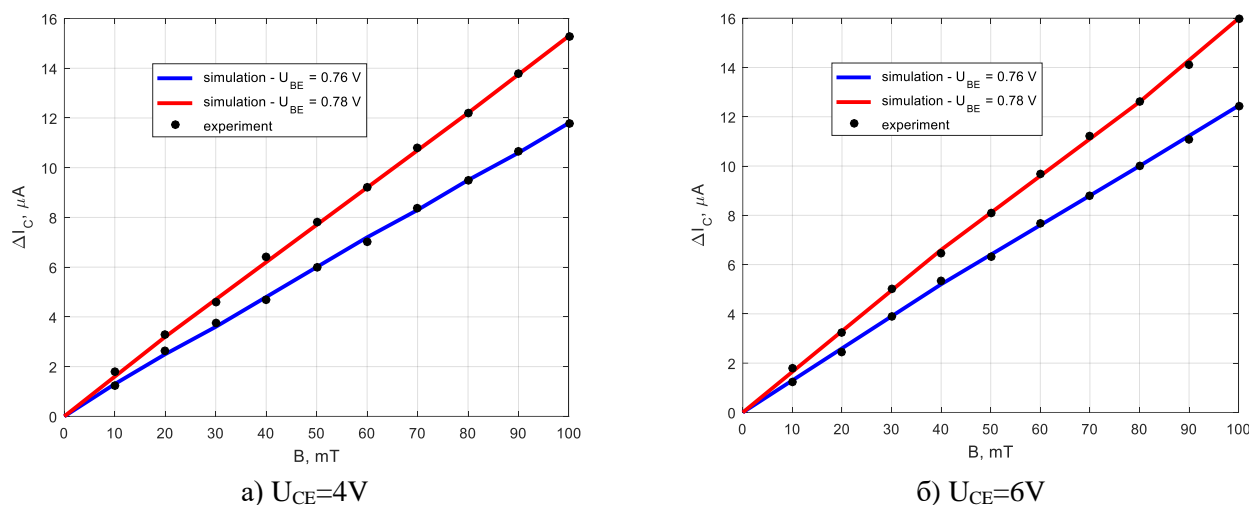 16
14
12
10
8
6
4
2
0
ΔI_C, μA
simulation - U_BE = 0.76 V
simulation - U_BE = 0.78 V
experiment
0 10 20 30 40 50 60 70 80 90 100
B, mT
а) U_CE=4V
16
14
12
10
8
6
4
2
0
ΔI_C, μA
simulation - U_BE = 0.76 V
simulation - U_BE = 0.78 V
experiment
0 10 20 30 40 50 60 70 80 90 100
B, mT
б) U_CE=6V